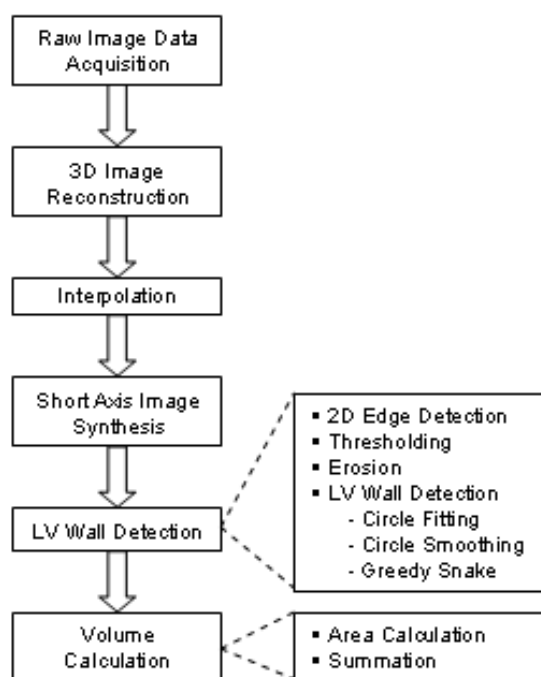 Raw Image Data
Acquisition
3D Image
Reconstruction
Interpolation
Short Axis Image
Synthesis
LV Wall Detection
▪ 2D Edge Detection
▪ Thresholding
▪ Erosion
▪ LV Wall Detection
- Circle Fitting
- Circle Smoothing
- Greedy Snake
Volume
Calculation
▪ Area Calculation
▪ Summation